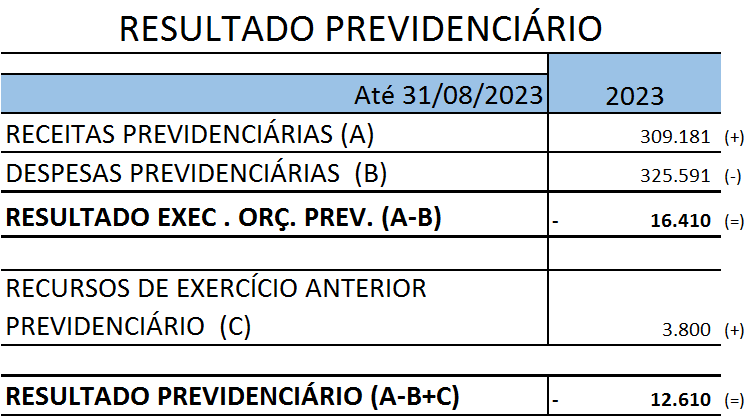 RESULTADO PREVIDENCIÁRIO
Até 31/08/2023 2023
RECEITAS PREVIDENCIÁRIAS (A) 309.181 (+)
DESPESAS PREVIDENCIÁRIAS (B) 325.591 (-)
RESULTADO EXEC . ORÇ. PREV. (A-B) - 16.410 (=)
RECURSOS DE EXERCÍCIO ANTERIOR
PREVIDENCIÁRIO (C) 3.800 (+)
RESULTADO PREVIDENCIÁRIO (A-B+C) - 12.610 (=)